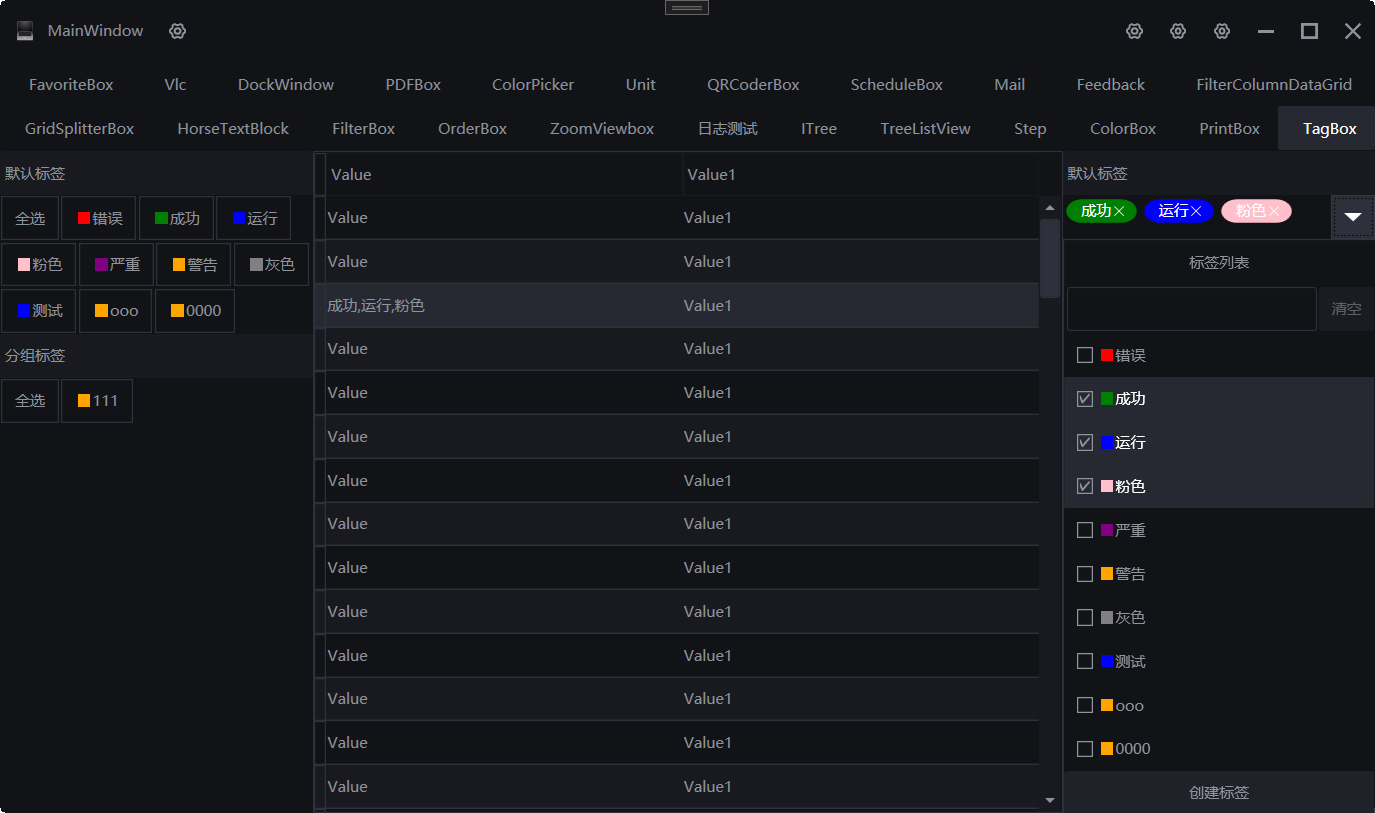 MainWindow
FavoriteBox Vlc DockWindow PDFBox ColorPicker Unit QRCoderBox ScheduleBox Mail Feedback FilterColumnDataGrid
GridSplitterBox HorseTextBlock FilterBox OrderBox ZoomViewbox 日志测试 ITree TreeListView Step ColorBox PrintBox TagBox
默认标签
全选 错误 成功 运行
粉色 严重 警告 灰色
测试 ooo 0000
分组标签
全选 111
Value Value1
Value Value1
Value Value1
成功,运行,粉色 Value1
Value Value1
Value Value1
Value Value1
Value Value1
Value Value1
Value Value1
Value Value1
Value Value1
Value Value1
Value Value1
Value Value1
默认标签
成功 运行 粉色
标签列表
清空
错误
成功
运行
粉色
严重
警告
灰色
测试
ooo
0000
创建标签